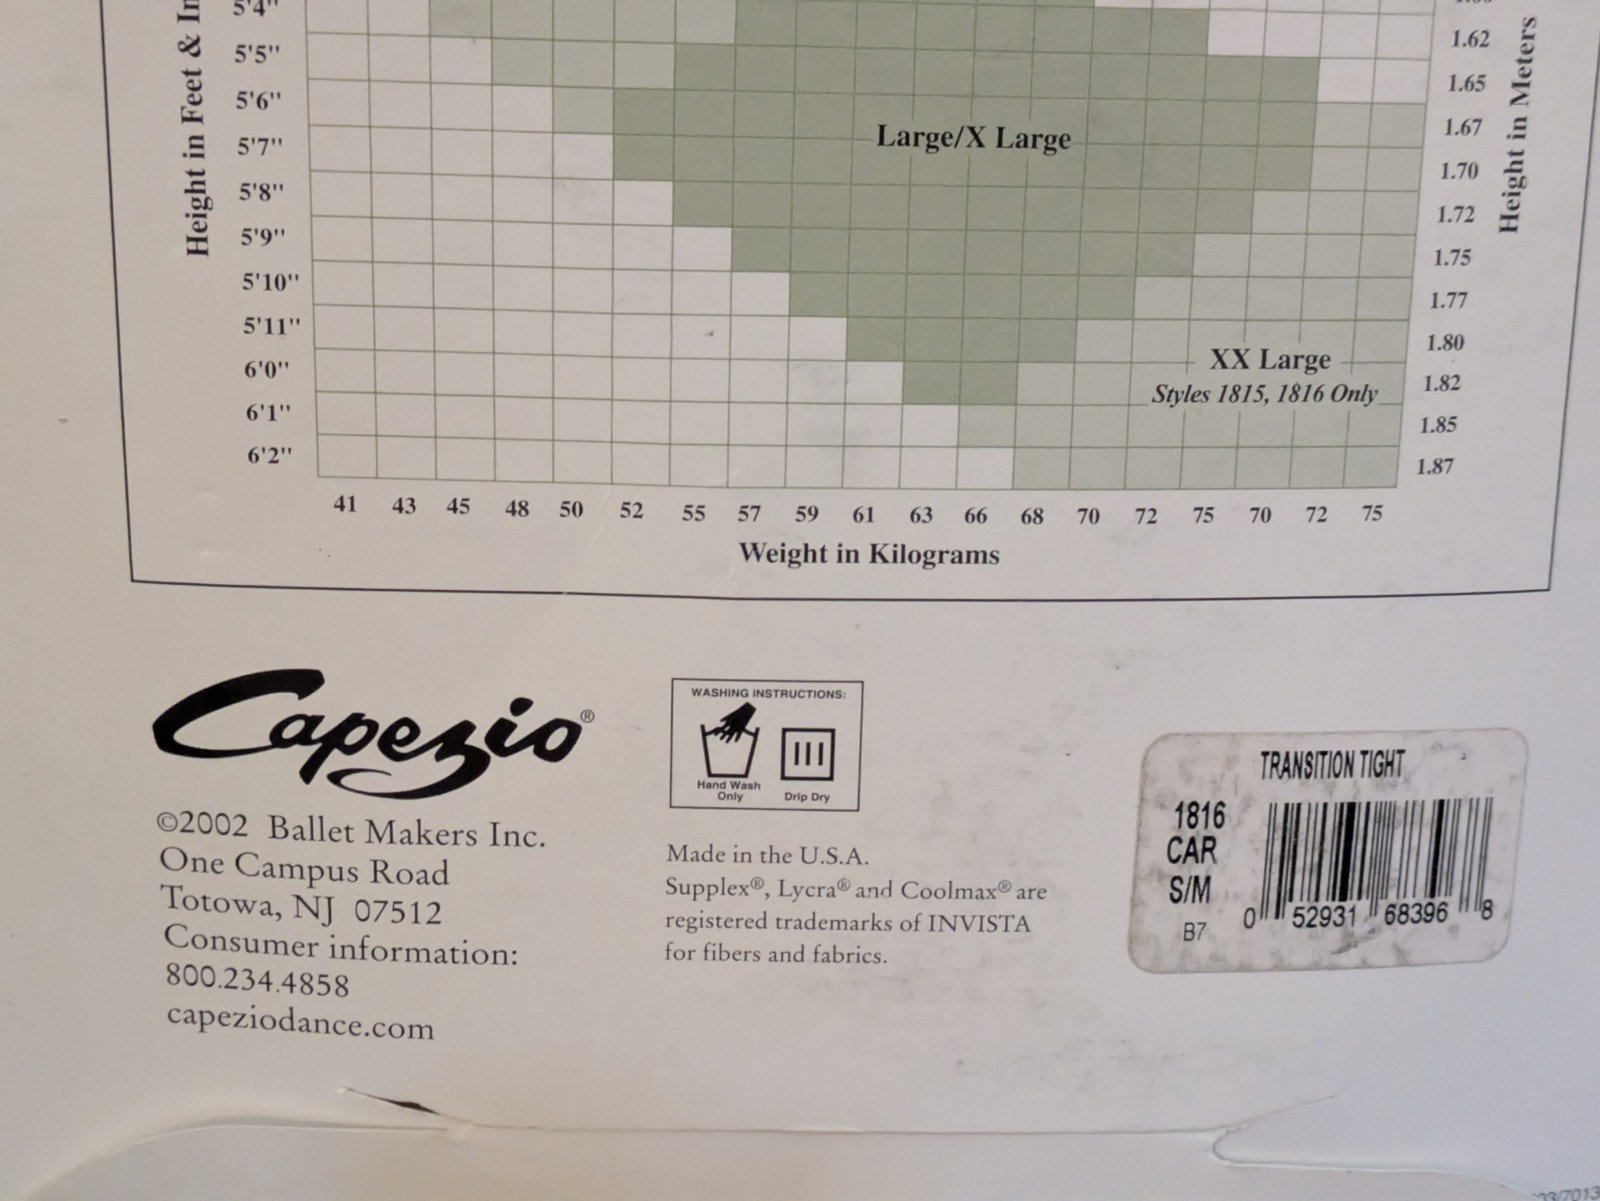 Height in Feet &
5'4"
5'5"
5'6"
5'7"
5'8"
5'9"
5'10"
5'11"
6'0"
6'1"
6'2"
Large/X Large
XX Large
Styles 1815, 1816 Only
1.62
1.65
1.67
1.70
1.72
1.75
1.77
1.80
1.82
1.85
1.87
Height in Meters
41 43 45 48 50 52 55 57 59 61 63 66 68 70 72 75 70 72 75
Weight in Kilograms
Capezio®
©2002 Ballet Makers Inc.
One Campus Road
Totowa, NJ 07512
Consumer information:
800.234.4858
capeziodance.com
WASHING INSTRUCTIONS:
Hand Wash
Only
Drip Dry
Made in the U.S.A.
Supplex®, Lycra® and Coolmax® are
registered trademarks of INVISTA
for fibers and fabrics.
TRANSITION TIGHT
1816
CAR
S/M
B7
0 52931 68396 8